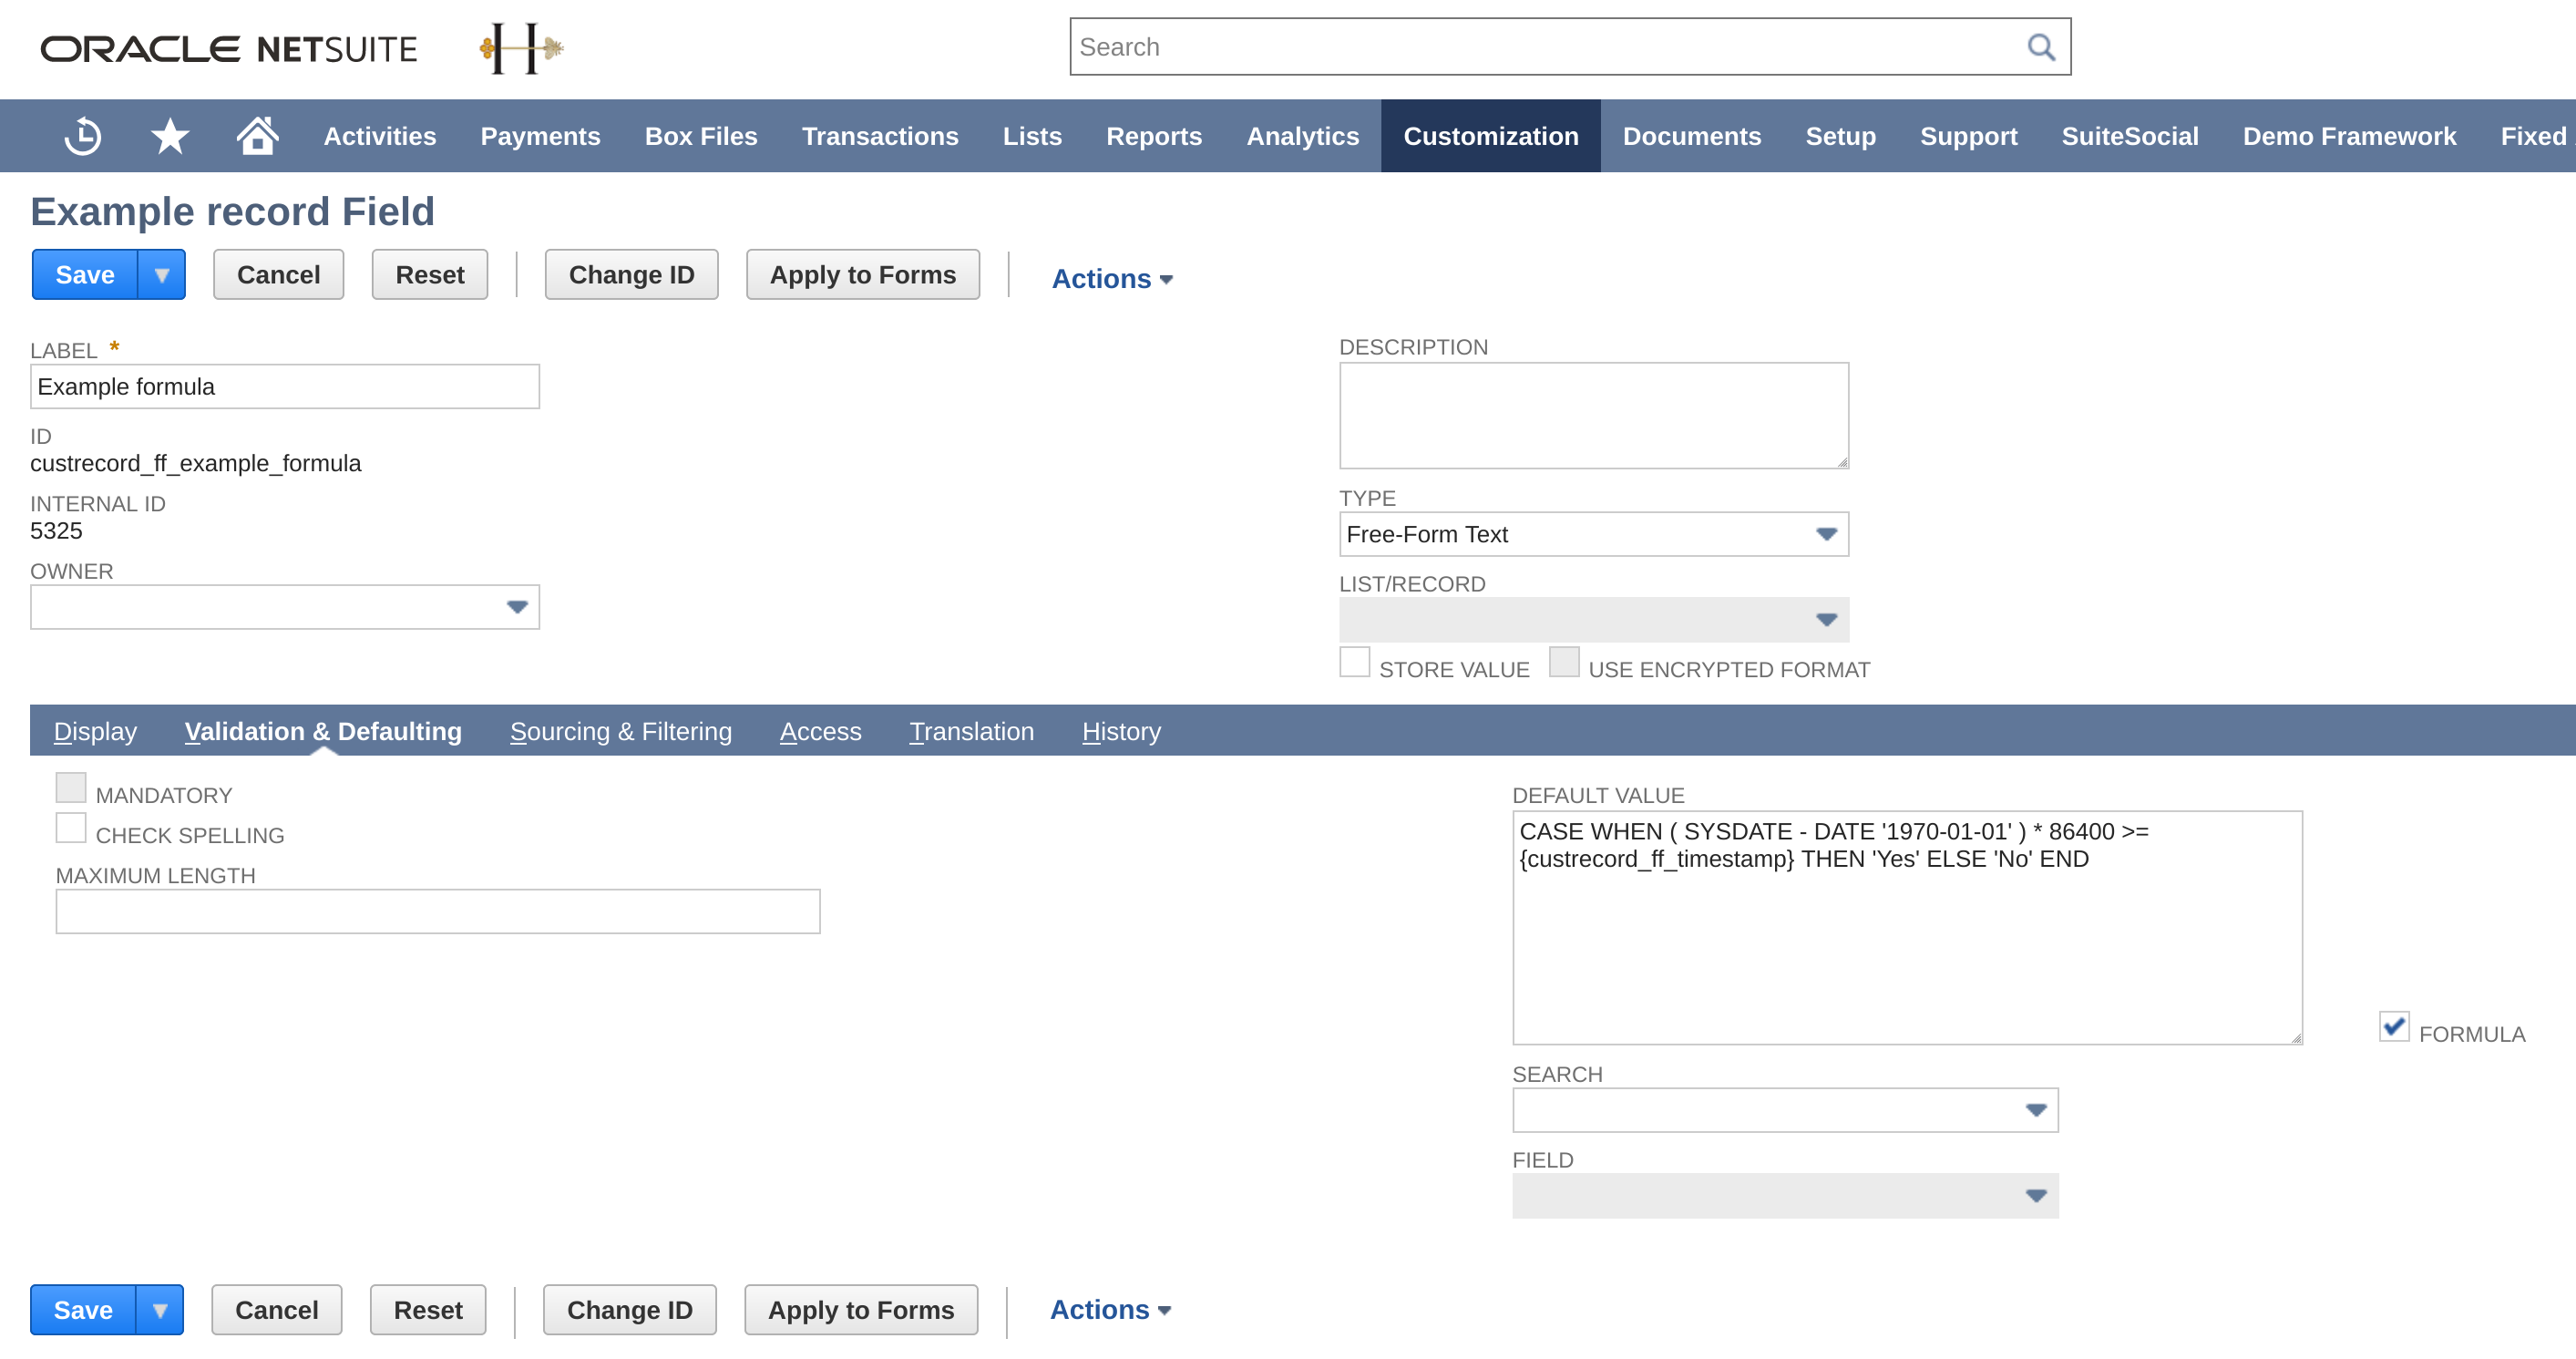 ORACLE NETSUITE
H
Search
Activities Payments Box Files Transactions Lists Reports Analytics Customization Documents Setup Support SuiteSocial Demo Framework Fixed
Example record Field
Save Cancel Reset Change ID Apply to Forms Actions
LABEL *
Example formula
ID
custrecord_ff_example_formula
INTERNAL ID
5325
OWNER
DESCRIPTION
TYPE
Free-Form Text
LIST/RECORD
STORE VALUE USE ENCRYPTED FORMAT
Display Validation & Defaulting Sourcing & Filtering Access Translation History
MANDATORY
CHECK SPELLING
MAXIMUM LENGTH
DEFAULT VALUE
CASE WHEN ( SYSDATE - DATE '1970-01-01' ) * 86400 >=
{custrecord_ff_timestamp} THEN 'Yes' ELSE 'No' END
FORMULA
SEARCH
FIELD
Save Cancel Reset Change ID Apply to Forms Actions